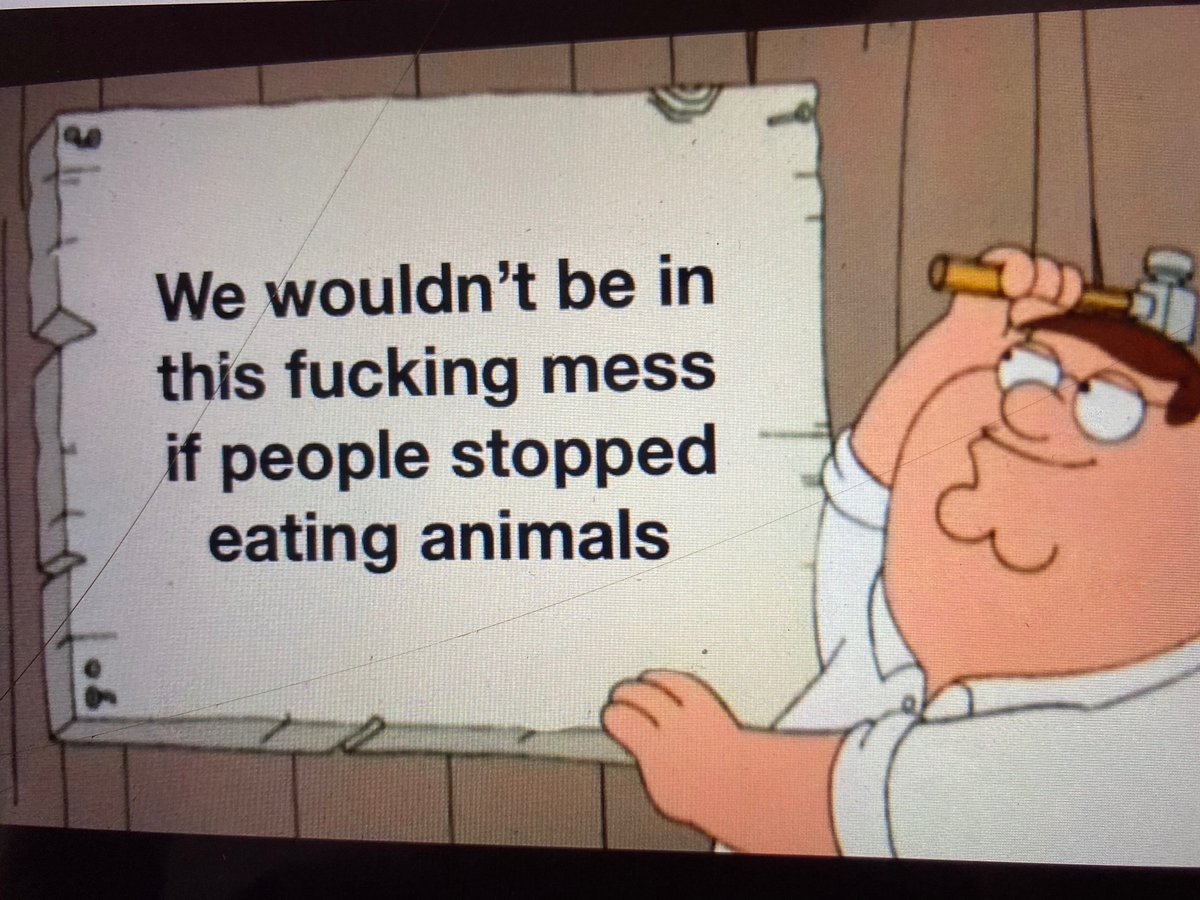 We wouldn’t be in
this fucking mess
if people stopped
eating animals